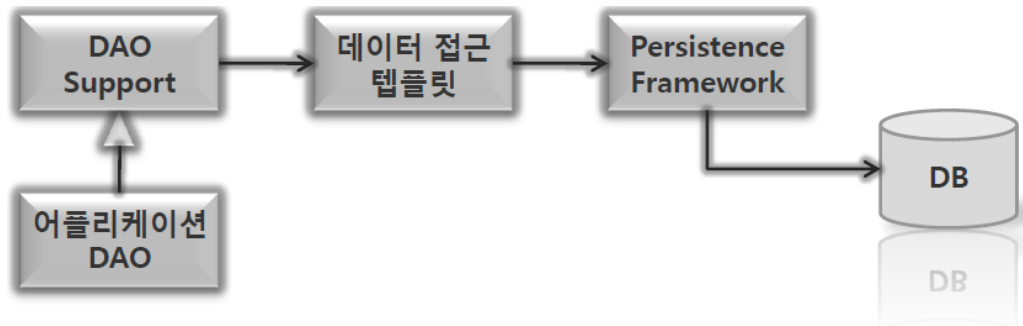 DAO
Support
데이터 접근
템플릿
Persistence
Framework
DB
어플리케이션
DAO
DB